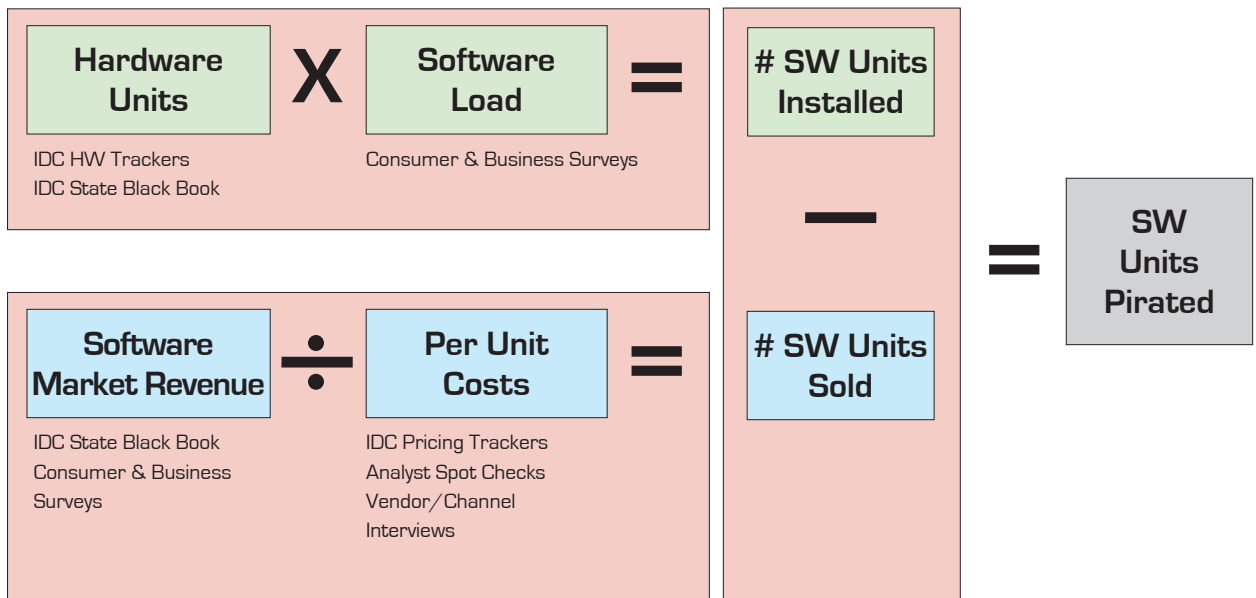 Hardware
Units
X
Software
Load
=
# SW Units
Installed
IDC HW Trackers
IDC State Black Book
Consumer & Business Surveys
—
=
SW
Units
Pirated
Software
Market Revenue
÷
Per Unit
Costs
=
# SW Units
Sold
IDC State Black Book
Consumer & Business
Surveys
IDC Pricing Trackers
Analyst Spot Checks
Vendor/Channel
Interviews